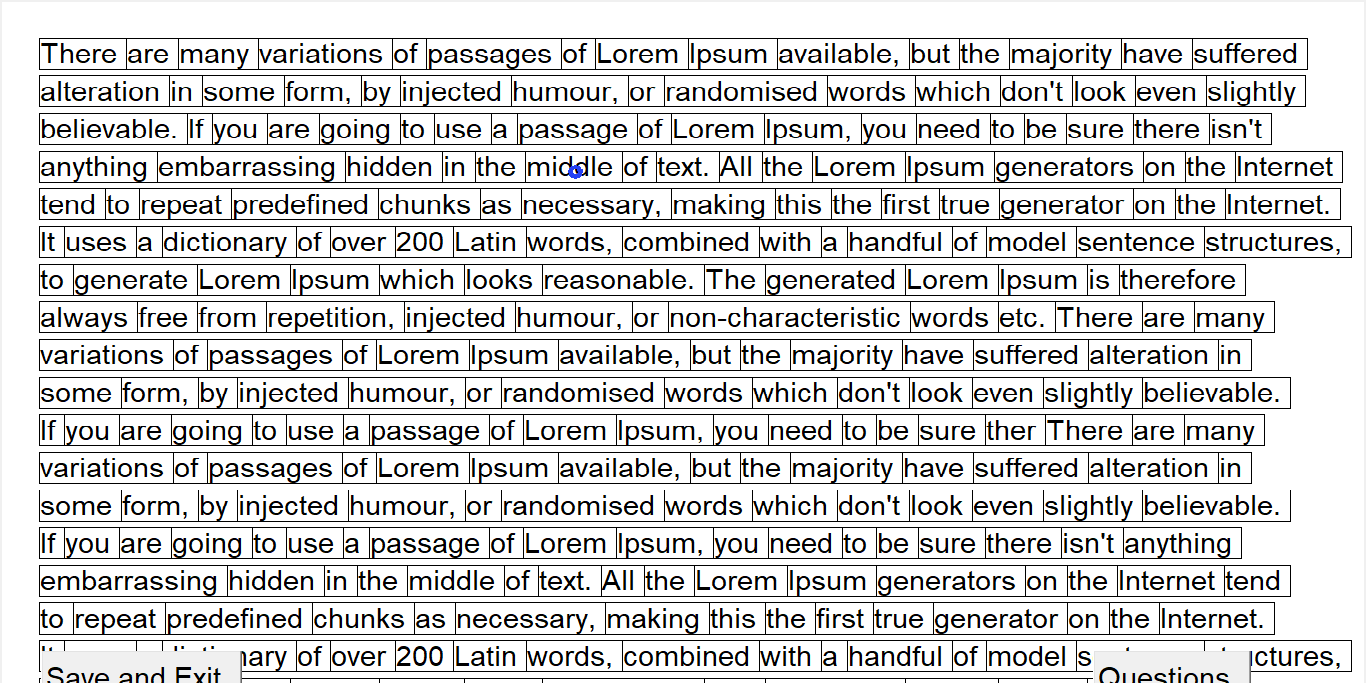 There are many variations of passages of Lorem Ipsum available, but the majority have suffered
alteration in some form, by injected humour, or randomised words which don't look even slightly
believable. If you are going to use a passage of Lorem Ipsum, you need to be sure there isn't
anything embarrassing hidden in the middle of text. All the Lorem Ipsum generators on the Internet
tend to repeat predefined chunks as necessary, making this the first true generator on the Internet.
It uses a dictionary of over 200 Latin words, combined with a handful of model sentence structures,
to generate Lorem Ipsum which looks reasonable. The generated Lorem Ipsum is therefore
always free from repetition, injected humour, or non-characteristic words etc. There are many
variations of passages of Lorem Ipsum available, but the majority have suffered alteration in
some form, by injected humour, or randomised words which don't look even slightly believable.
If you are going to use a passage of Lorem Ipsum, you need to be sure ther There are many
variations of passages of Lorem Ipsum available, but the majority have suffered alteration in
some form, by injected humour, or randomised words which don't look even slightly believable.
If you are going to use a passage of Lorem Ipsum, you need to be sure there isn't anything
embarrassing hidden in the middle of text. All the Lorem Ipsum generators on the Internet tend
to repeat predefined chunks as necessary, making this the first true generator on the Internet.
of over 200 Latin words, combined with a handful of model
Save and Exit
Questions